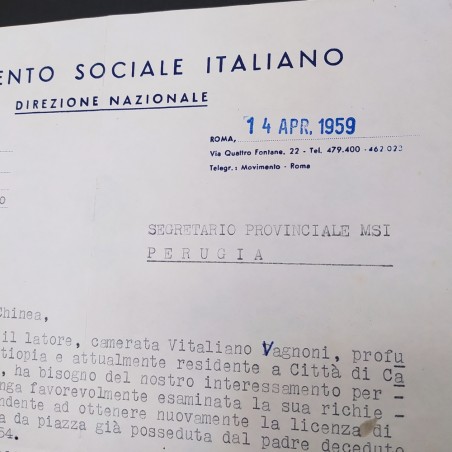 ENTO SOCIALE ITALIANO
DIREZIONE NAZIONALE
ROMA, 14 APR. 1959
Via Quattro Fontane, 22 - Tel. 479.400 - 462023
Telegr.: Movimento - Roma
o
SEGRETARIO PROVINCIALE MSI
PERUGIA
Chinea,
il latore, camerata Vitaliano Vagnoni, profu
tiopia e attualmente residente a Città di Ca
, ha bisogno del nostro interessamento per -
nga favorevolmente esaminata la sua richie -
ndente ad ottenere nuovamente la licenza di
a da piazza già posseduta dal padre deceduto
54.